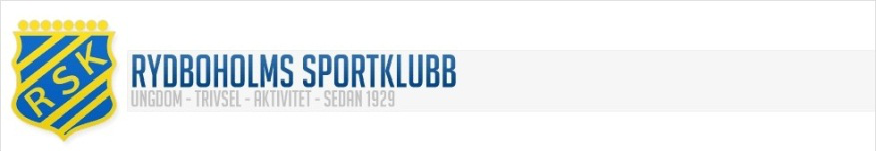 RSK
RYDBOHOLMS SPORTKLUBB
UNGDOM - TRIVSEL - AKTIVITET - SEDAN 1929